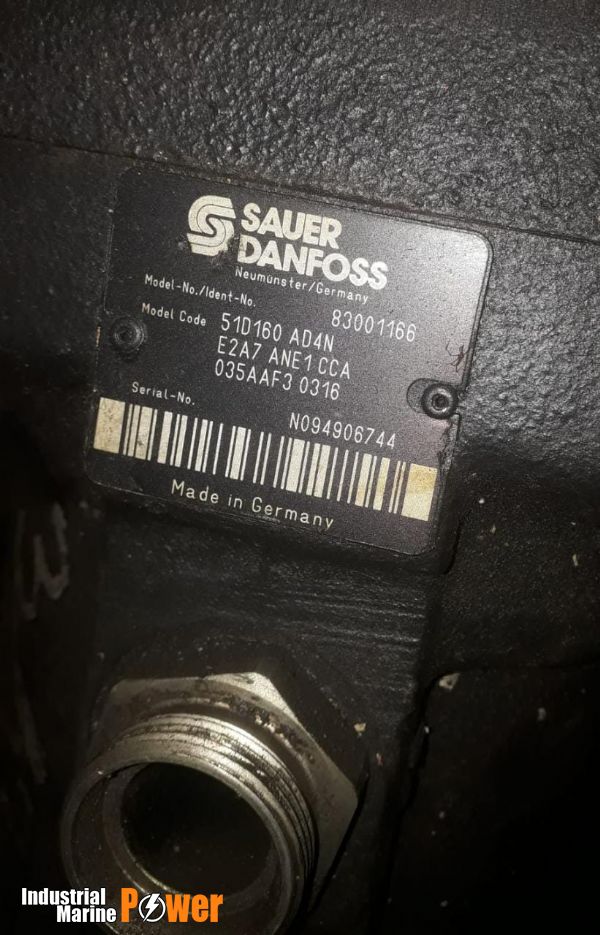 SAUER
DANFOSS
Neumünster/Germany
Model-No./Ident-No. 83001166
Model Code 51D160 AD4N
E2A7 ANE1 CCA
035AAF3 0316
Serial-No. N094906744
Made in Germany
Industrial
Marine Power